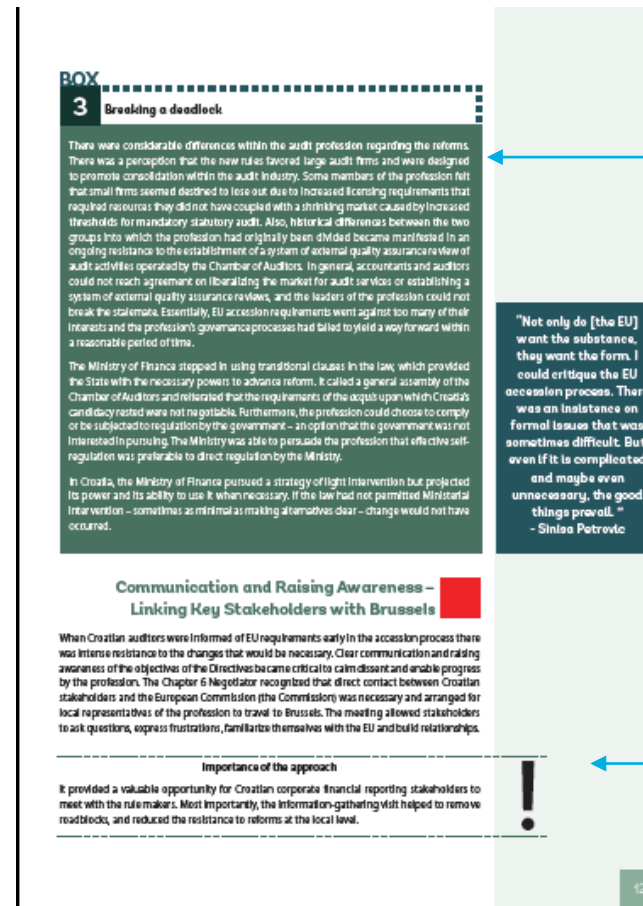 BOX
3 Breaking a deadlock
There were considerable differences within the audit profession regarding the reforms.
There was a perception that the new rules favored large audit firms and were designed
to promote consolidation within the audit industry. Some members of the profession felt
that small firms seemed destined to lose out due to increased licensing requirements that
required resources they did not have coupled with a shrinking market caused by increased
thresholds for mandatory statutory audit. Also, historical differences between the two
groups into which the profession had originally been divided became manifested in an
ongoing resistance to the establishment of a system of external quality assurance review of
audit activities operated by the Chamber of Auditors. In general, accountants and auditors
could not reach agreement on liberalizing the market for audit services or establishing a
system of external quality assurance reviews, and the leaders of the profession could not
break the stalemate. Essentially, EU accession requirements went against too many of their
interests and the profession's governance processes had failed to yield a way forward within
a reasonable period of time.
The Ministry of Finance stepped in using transitional clauses in the law, which provided
the State with the necessary powers to advance reform. It called a general assembly of the
Chamber of Auditors and reiterated that the requirements of the acquis upon which Croatia's
candidacy rested were not negotiable. Furthermore, the profession could choose to comply
or be subjected to regulation by the government – an option that the government was not
interested in pursuing. The Ministry was able to persuade the profession that effective self-
regulation was preferable to direct regulation by the Ministry.
In Croatia, the Ministry of Finance pursued a strategy of light intervention but projected
its power and its ability to use it when necessary. If the law had not permitted Ministerial
intervention – sometimes as minimal as making alternatives clear – change would not have
occurred.
"Not only do [the EU]
want the substance,
they want the form. I
could critique the EU
accession process. Ther
was an insistence on
formal issues that was
sometimes difficult. But
even if it is complicated
and maybe even
unnecessary, the good
things prevail. "
- Sinisa Petrovic
Communication and Raising Awareness –
Linking Key Stakeholders with Brussels
When Croatian auditors were informed of EU requirements early in the accession process there
was intense resistance to the changes that would be necessary. Clear communication and raising
awareness of the objectives of the Directives became critical to calm dissent and enable progress
by the profession. The Chapter 6 Negotiator recognized that direct contact between Croatian
stakeholders and the European Commission (the Commission) was necessary and arranged for
local representatives of the profession to travel to Brussels. The meeting allowed stakeholders
to ask questions, express frustrations, familiarize themselves with the EU and build relationships.
Importance of the approach
It provided a valuable opportunity for Croatian corporate financial reporting stakeholders to
meet with the rule makers. Most importantly, the information-gathering visit helped to remove
roadblocks, and reduced the resistance to reforms at the local level.
!
12